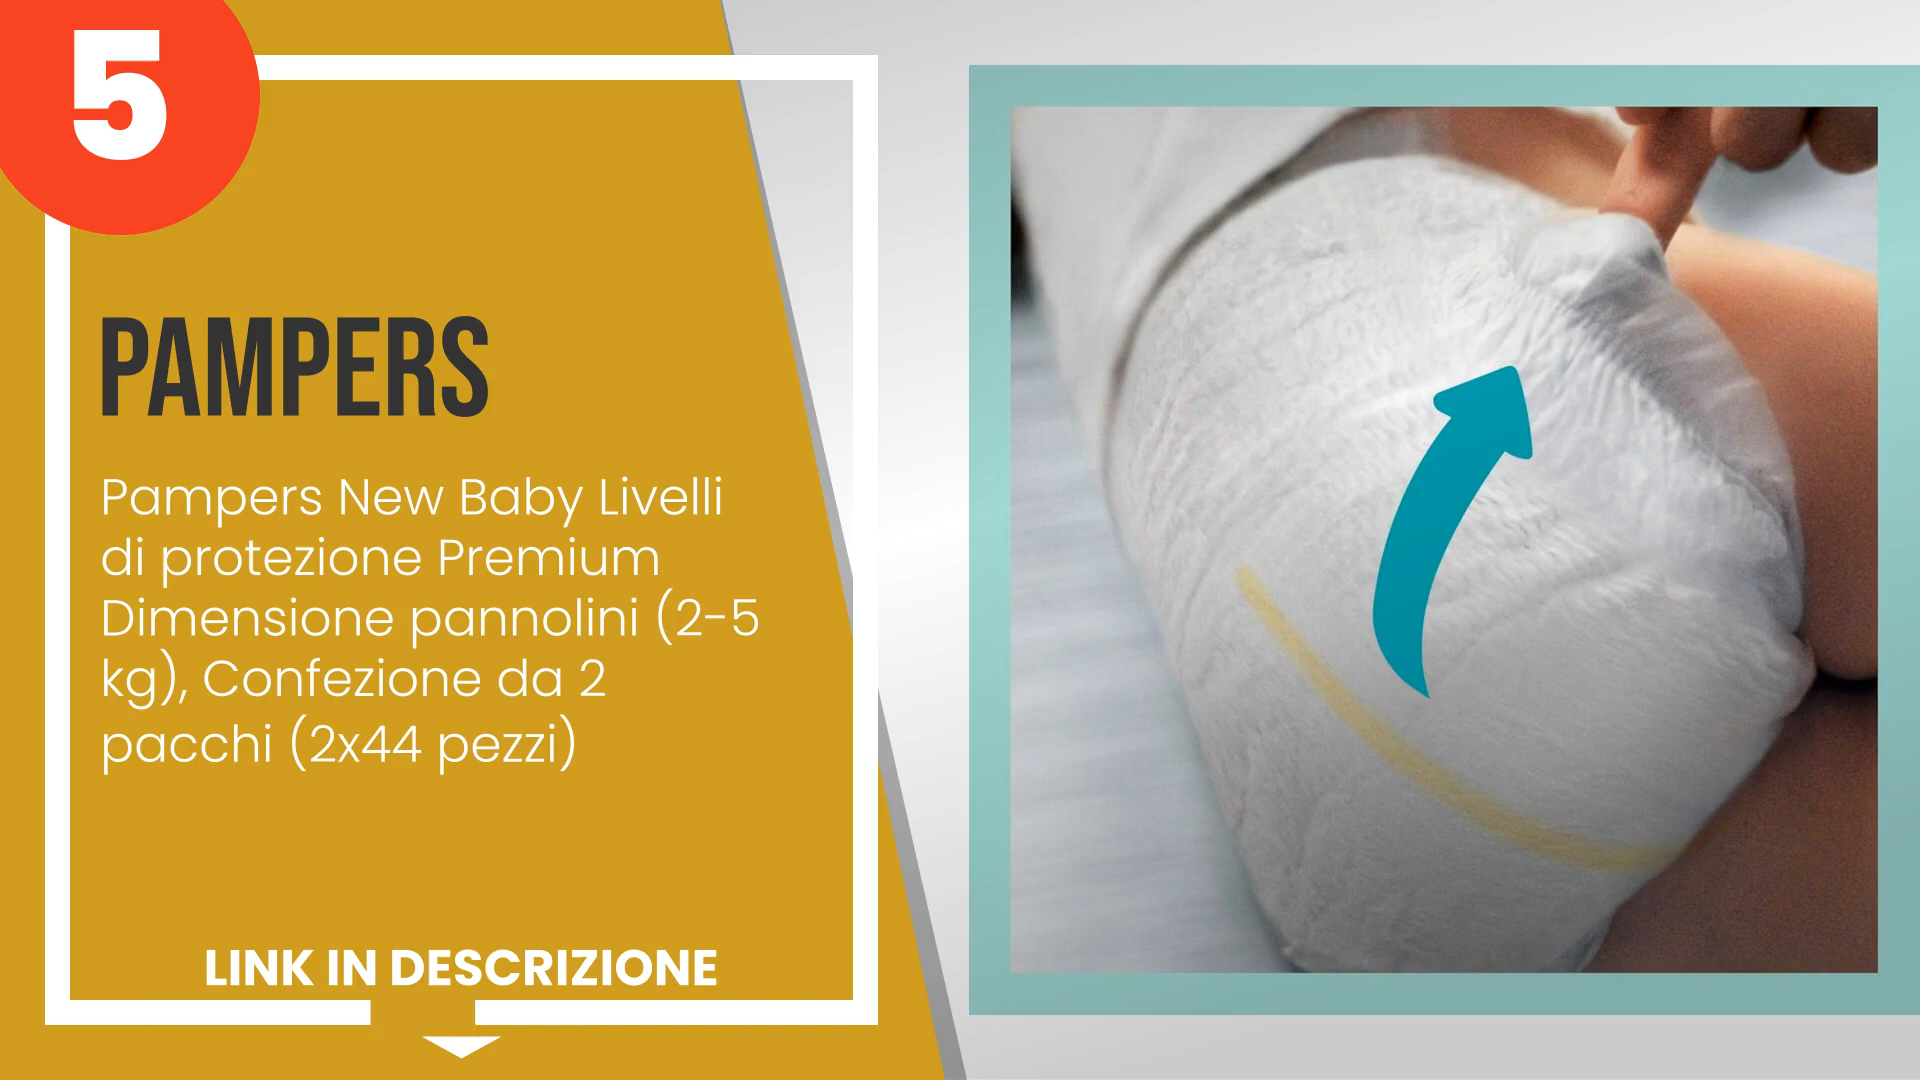 5
PAMPERS
Pampers New Baby Livelli
di protezione Premium
Dimensione pannolini (2-5
kg), Confezione da 2
pacchi (2x44 pezzi)
LINK IN DESCRIZIONE